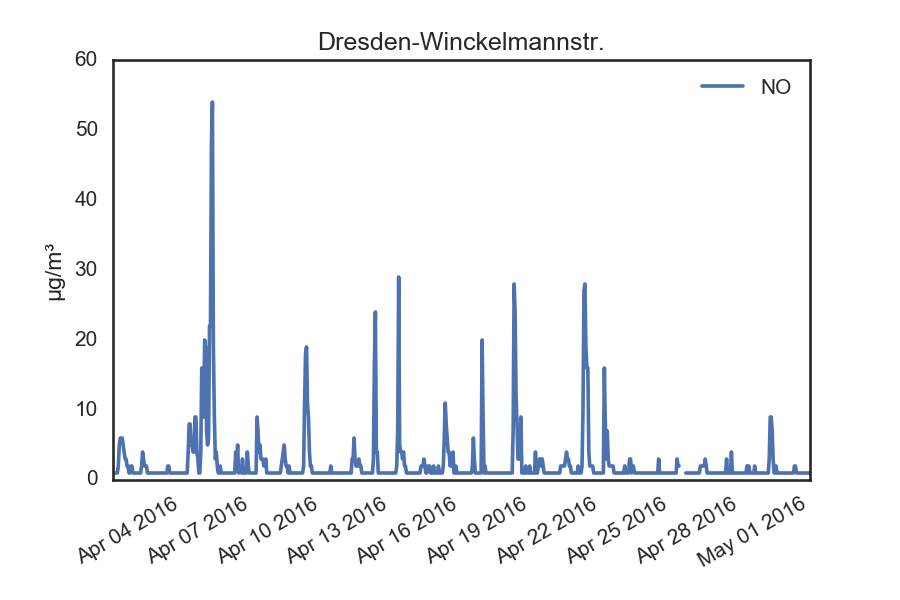 Dresden-Winckelmannstr.
NO
µg/m³
60
50
40
30
20
10
0
Apr 04 2016
Apr 07 2016
Apr 10 2016
Apr 13 2016
Apr 16 2016
Apr 19 2016
Apr 22 2016
Apr 25 2016
Apr 28 2016
May 01 2016